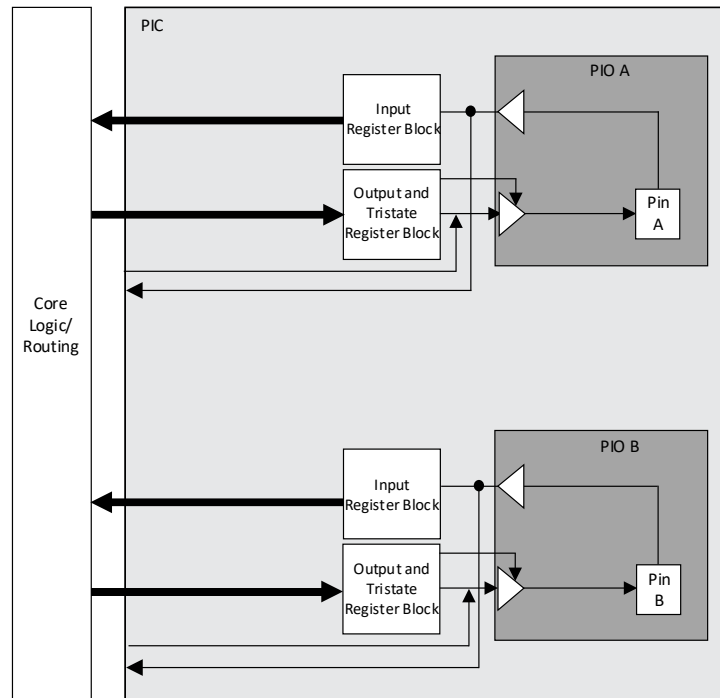 PIC
PIO A
Input
Register Block
Output and
Tristate
Register Block
Pin
A
Core
Logic/
Routing
PIO B
Input
Register Block
Output and
Tristate
Register Block
Pin
B